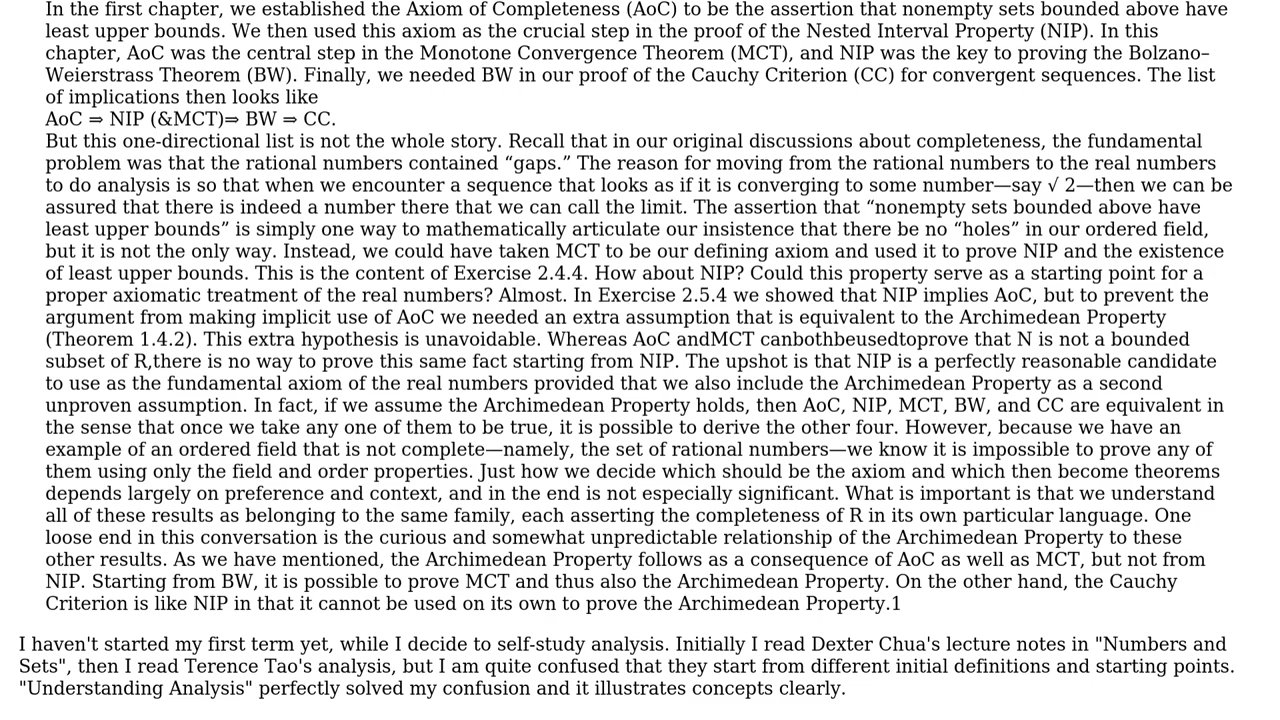 In the first chapter, we established the Axiom of Completeness (AoC) to be the assertion that nonempty sets bounded above have
least upper bounds. We then used this axiom as the crucial step in the proof of the Nested Interval Property (NIP). In this
chapter, AoC was the central step in the Monotone Convergence Theorem (MCT), and NIP was the key to proving the Bolzano–
Weierstrass Theorem (BW). Finally, we needed BW in our proof of the Cauchy Criterion (CC) for convergent sequences. The list
of implications then looks like
AoC ⇒ NIP (&MCT)⇒ BW ⇒ CC.
But this one-directional list is not the whole story. Recall that in our original discussions about completeness, the fundamental
problem was that the rational numbers contained “gaps.” The reason for moving from the rational numbers to the real numbers
to do analysis is so that when we encounter a sequence that looks as if it is converging to some number—say √ 2—then we can be
assured that there is indeed a number there that we can call the limit. The assertion that “nonempty sets bounded above have
least upper bounds” is simply one way to mathematically articulate our insistence that there be no “holes” in our ordered field,
but it is not the only way. Instead, we could have taken MCT to be our defining axiom and used it to prove NIP and the existence
of least upper bounds. This is the content of Exercise 2.4.4. How about NIP? Could this property serve as a starting point for a
proper axiomatic treatment of the real numbers? Almost. In Exercise 2.5.4 we showed that NIP implies AoC, but to prevent the
argument from making implicit use of AoC we needed an extra assumption that is equivalent to the Archimedean Property
(Theorem 1.4.2). This extra hypothesis is unavoidable. Whereas AoC andMCT canbothbeusedtoprove that N is not a bounded
subset of R,there is no way to prove this same fact starting from NIP. The upshot is that NIP is a perfectly reasonable candidate
to use as the fundamental axiom of the real numbers provided that we also include the Archimedean Property as a second
unproven assumption. In fact, if we assume the Archimedean Property holds, then AoC, NIP, MCT, BW, and CC are equivalent in
the sense that once we take any one of them to be true, it is possible to derive the other four. However, because we have an
example of an ordered field that is not complete—namely, the set of rational numbers—we know it is impossible to prove any of
them using only the field and order properties. Just how we decide which should be the axiom and which then become theorems
depends largely on preference and context, and in the end is not especially significant. What is important is that we understand
all of these results as belonging to the same family, each asserting the completeness of R in its own particular language. One
loose end in this conversation is the curious and somewhat unpredictable relationship of the Archimedean Property to these
other results. As we have mentioned, the Archimedean Property follows as a consequence of AoC as well as MCT, but not from
NIP. Starting from BW, it is possible to prove MCT and thus also the Archimedean Property. On the other hand, the Cauchy
Criterion is like NIP in that it cannot be used on its own to prove the Archimedean Property.1
I haven't started my first term yet, while I decide to self-study analysis. Initially I read Dexter Chua's lecture notes in "Numbers and
Sets", then I read Terence Tao's analysis, but I am quite confused that they start from different initial definitions and starting points.
"Understanding Analysis" perfectly solved my confusion and it illustrates concepts clearly.